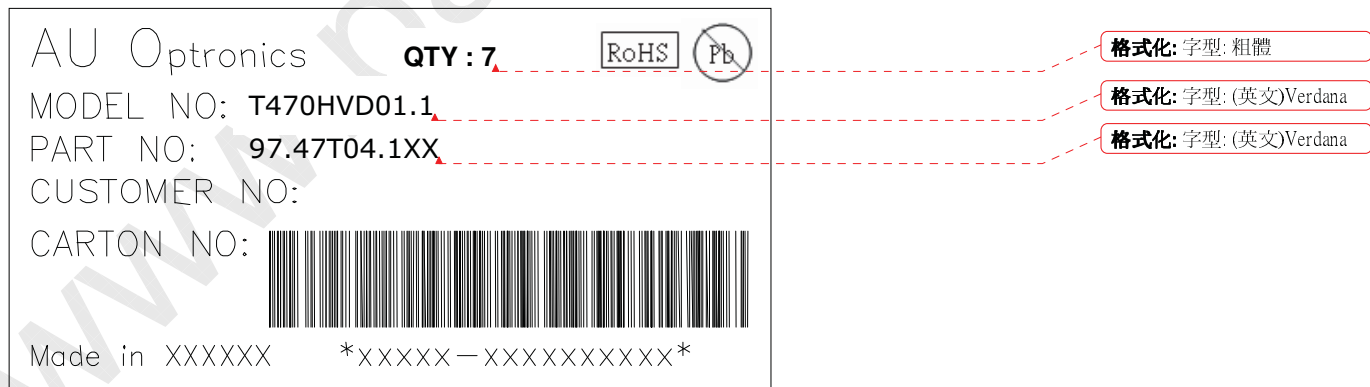 AU Optronics QTY : 7 RoHS Pb
MODEL NO: T470HVD01.1
PART NO: 97.47T04.1XX
CUSTOMER NO:
CARTON NO:
Made in XXXXXX *XXXXX-XXXXXXXXXX*
格式化: 字型: 粗體
格式化: 字型: (英文)Verdana
格式化: 字型: (英文)Verdana